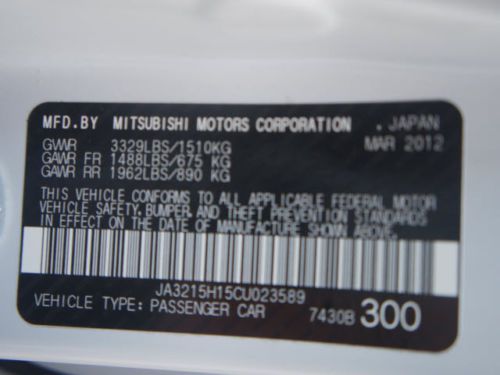 MFD.BY MITSUBISHI MOTORS CORPORATION . JAPAN
GVWR 3329LBS/1510KG MAR 2012
GAWR FR 1488LBS/675 KG
GAWR RR 1962LBS/890 KG
THIS VEHICLE CONFORMS TO ALL APPLICABLE FEDERAL MOTOR
VEHICLE SAFETY, BUMPER, AND THEFT PREVENTION STANDARDS
IN EFFECT ON THE DATE OF MANUFACTURE SHOWN ABOVE.
JA3215H15CU023589
VEHICLE TYPE: PASSENGER CAR 7430B 300